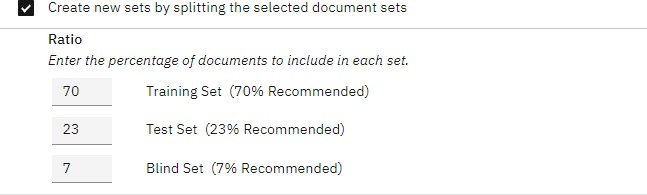 Create new sets by splitting the selected document sets
Ratio
Enter the percentage of documents to include in each set.
70 Training Set (70% Recommended)
23 Test Set (23% Recommended)
7 Blind Set (7% Recommended)